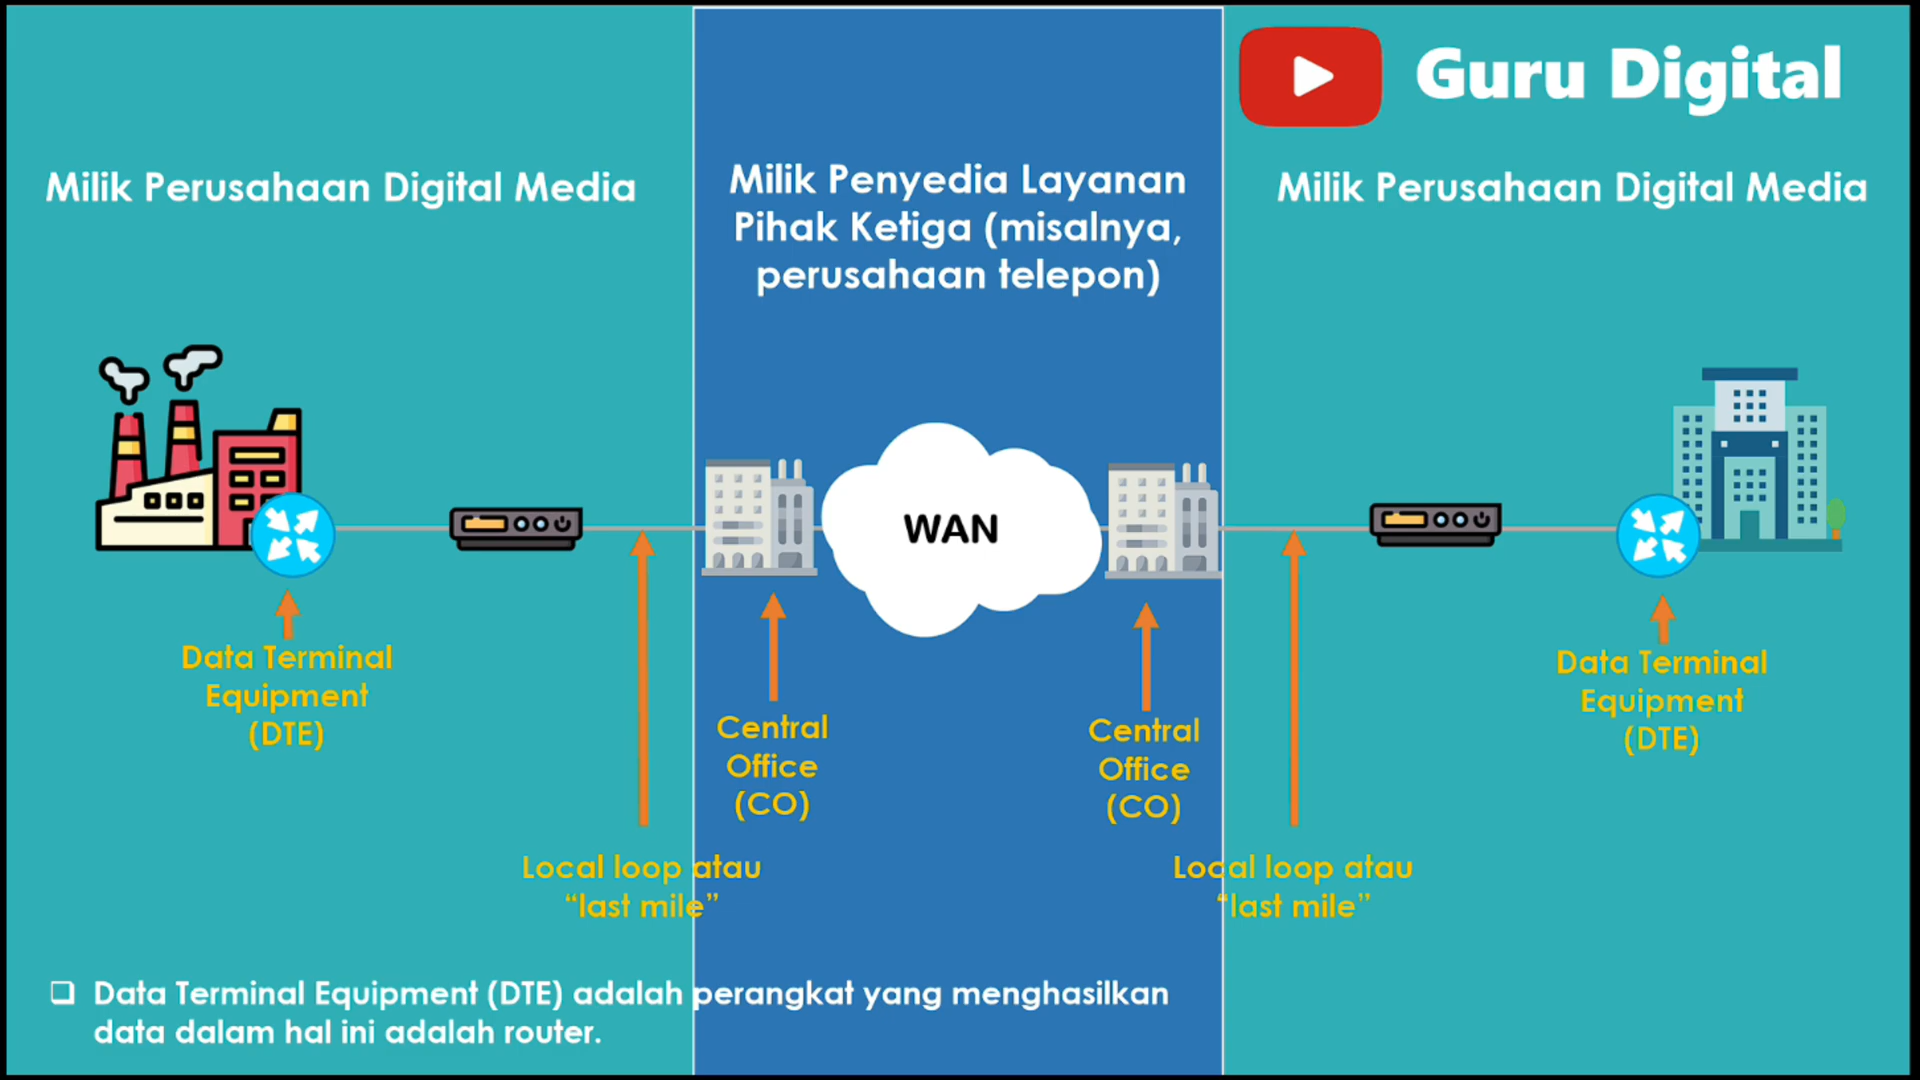 Guru Digital
Milik Perusahaan Digital Media
Milik Penyedia Layanan
Pihak Ketiga (misalnya,
perusahaan telepon)
Milik Perusahaan Digital Media
WAN
Data Terminal
Equipment
(DTE)
Central
Office
(CO)
Central
Office
(CO)
Data Terminal
Equipment
(DTE)
Local loop atau
“last mile”
Local loop atau
“last mile”
❑ Data Terminal Equipment (DTE) adalah perangkat yang menghasilkan
data dalam hal ini adalah router.